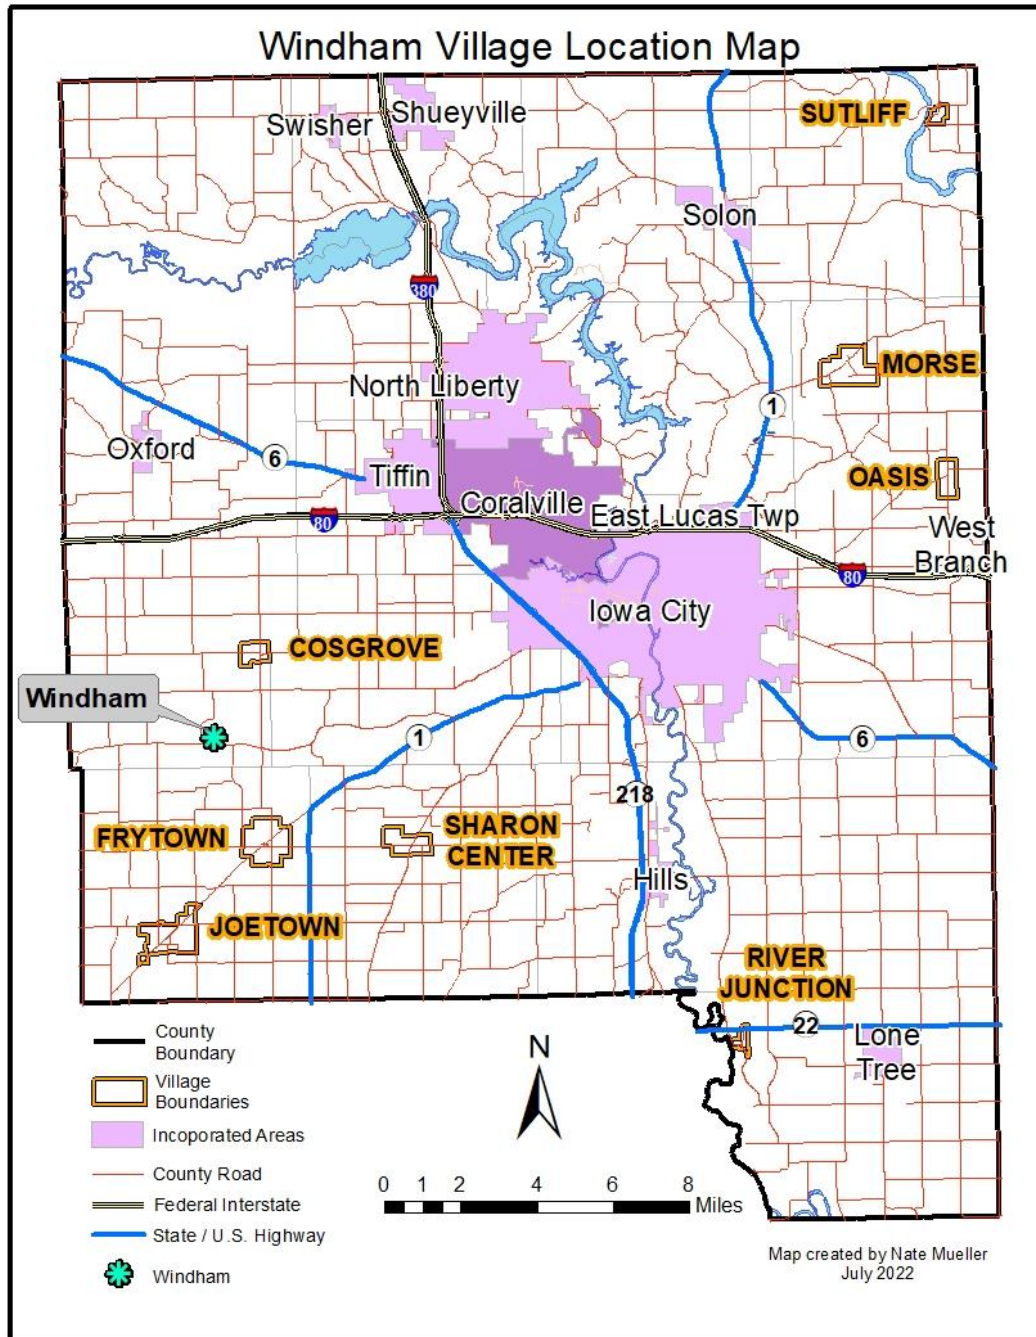 Windham Village Location Map
Swisher
Shueyville
SUTLIFF
Solon
380
MORSE
North Liberty
1
Oxford
6
Tiffin
OASIS
Coralville
80
East Lucas Twp
West
Branch
80
Iowa City
COSGROVE
Windham
1
6
218
FRYTOWN
SHARON
CENTER
Hills
JOETOWN
RIVER
JUNCTION
22
Lone
Tree
County
Boundary
Village
Boundaries
Incoporated Areas
County Road
Federal Interstate
State / U.S. Highway
Windham
N
0 1 2 4 6 8
Miles
Map created by Nate Mueller
July 2022